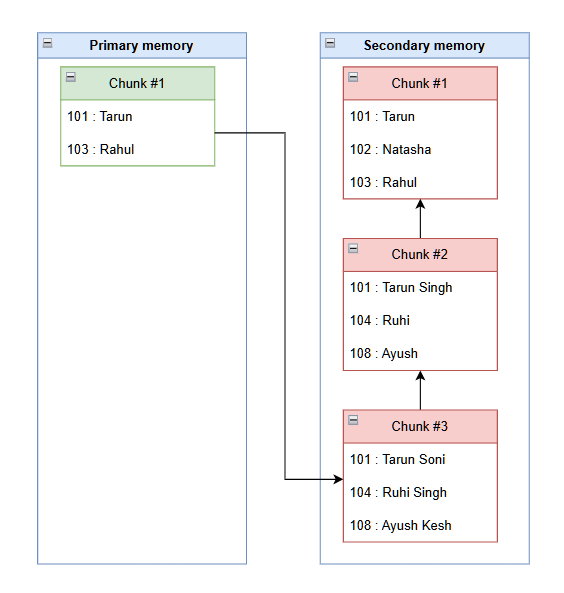 Primary memory
Chunk #1
101 : Tarun
103 : Rahul
Secondary memory
Chunk #1
101 : Tarun
102 : Natasha
103 : Rahul
Chunk #2
101 : Tarun Singh
104 : Ruhi
108 : Ayush
Chunk #3
101 : Tarun Soni
104 : Ruhi Singh
108 : Ayush Kesh